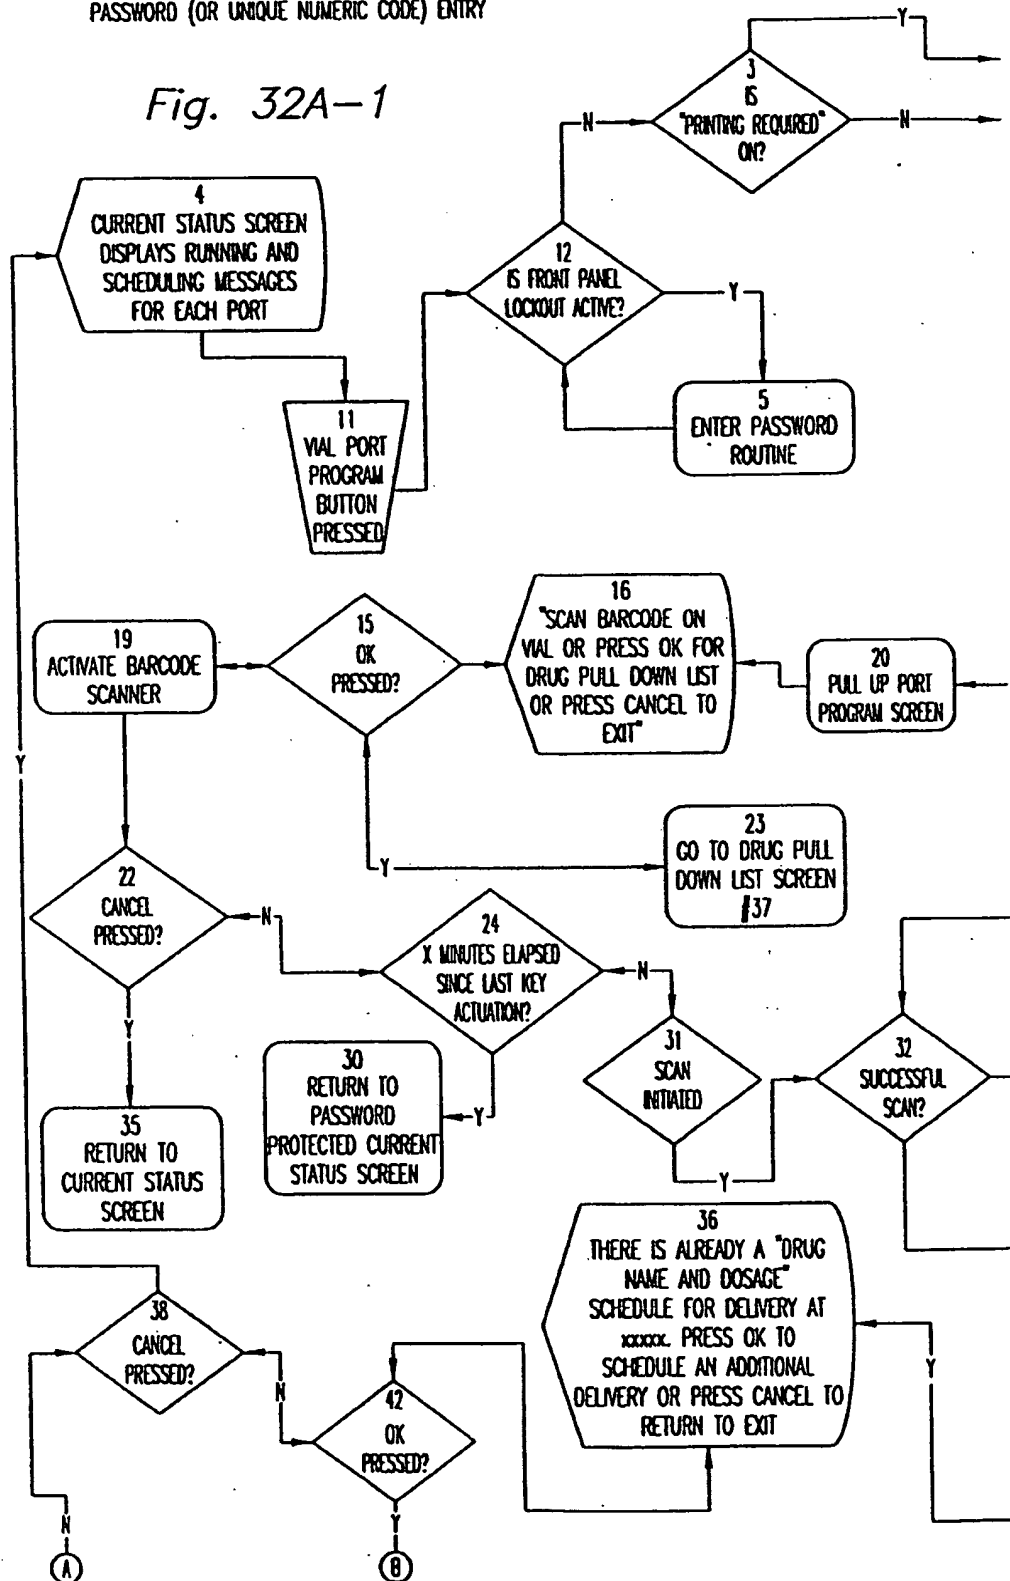 PASSWORD (OR UNIQUE NUMERIC CODE) ENTRY
Fig. 32A-1
Y
3
IS
"PRINTING REQUIRED"
ON?
N
N
4
CURRENT STATUS SCREEN
DISPLAYS RUNNING AND
SCHEDULING MESSAGES
FOR EACH PORT
12
IS FRONT PANEL
LOCKOUT ACTIVE?
Y
5
ENTER PASSWORD
ROUTINE
11
VIAL PORT
PROGRAM
BUTTON
PRESSED
19
ACTIVATE BARCODE
SCANNER
15
OK
PRESSED?
16
"SCAN BARCODE ON
VIAL OR PRESS OK FOR
DRUG PULL DOWN LIST
OR PRESS CANCEL TO
EXIT"
20
PULL UP PORT
PROGRAM SCREEN
Y
Y
23
GO TO DRUG PULL
DOWN LIST SCREEN
#37
22
CANCEL
PRESSED?
N
24
X MINUTES ELAPSED
SINCE LAST KEY
ACTUATION?
N
31
SCAN
INITIATED
32
SUCCESSFUL
SCAN?
Y
30
RETURN TO
PASSWORD
PROTECTED CURRENT
STATUS SCREEN
Y
Y
35
RETURN TO
CURRENT STATUS
SCREEN
36
THERE IS ALREADY A "DRUG
NAME AND DOSAGE"
SCHEDULE FOR DELIVERY AT
xxxxx. PRESS OK TO
SCHEDULE AN ADDITIONAL
DELIVERY OR PRESS CANCEL TO
RETURN TO EXIT
Y
38
CANCEL
PRESSED?
N
42
OK
PRESSED?
N
Y
A
B